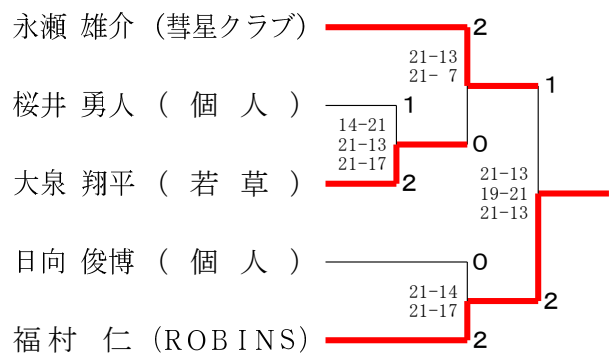 永瀬 雄介 (彗星クラブ) 2
21-13
21- 7
1
桜井 勇人 ( 個 人 ) 1
14-21
21-13
21-17
0
大泉 翔平 ( 若 草 ) 2
21-13
19-21
21-13
日向 俊博 ( 個 人 ) 0
21-14
21-17
2
福村 仁 (ROBINS) 2